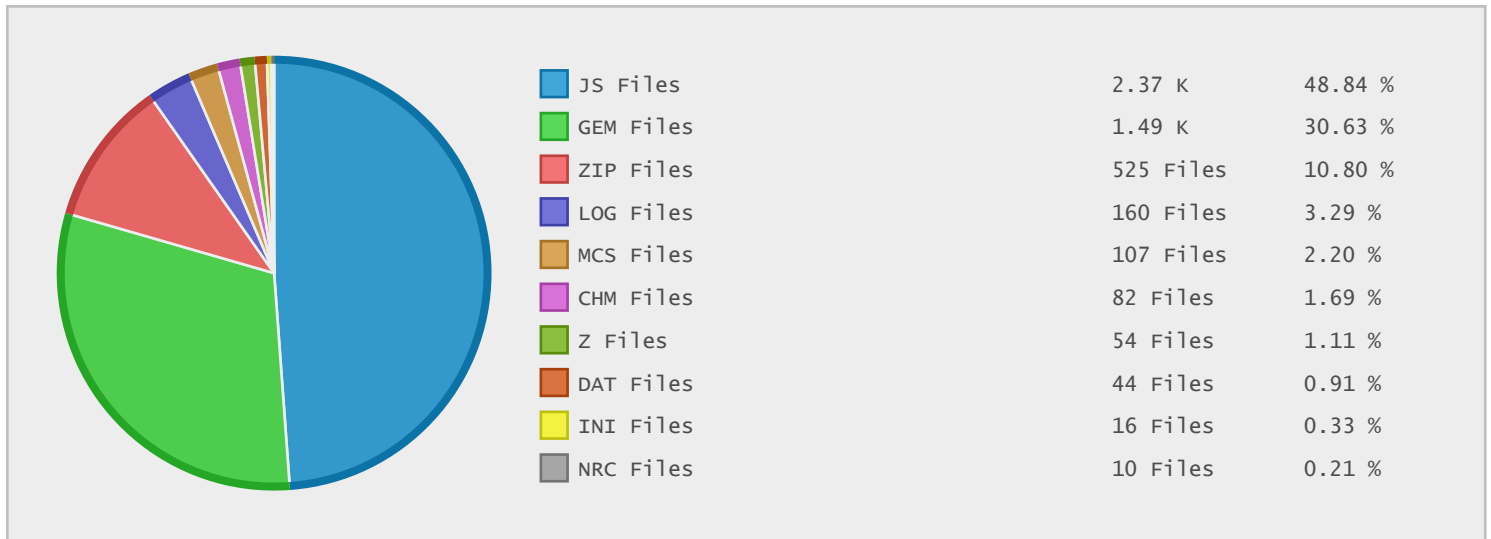 JS Files 2.37 K 48.84 %
GEM Files 1.49 K 30.63 %
ZIP Files 525 Files 10.80 %
LOG Files 160 Files 3.29 %
MCS Files 107 Files 2.20 %
CHM Files 82 Files 1.69 %
Z Files 54 Files 1.11 %
DAT Files 44 Files 0.91 %
INI Files 16 Files 0.33 %
NRC Files 10 Files 0.21 %